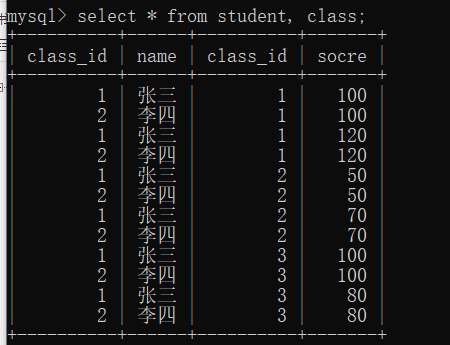 mysql> select * from student, class;
+----------+------+----------+-------+
| class_id | name | class_id | socre |
+----------+------+----------+-------+
| 1 | 张三 | 1 | 100 |
| 2 | 李四 | 1 | 100 |
| 1 | 张三 | 1 | 120 |
| 2 | 李四 | 1 | 120 |
| 1 | 张三 | 2 | 50 |
| 2 | 李四 | 2 | 50 |
| 1 | 张三 | 2 | 70 |
| 2 | 李四 | 2 | 70 |
| 1 | 张三 | 3 | 100 |
| 2 | 李四 | 3 | 100 |
| 1 | 张三 | 3 | 80 |
| 2 | 李四 | 3 | 80 |
+----------+------+----------+-------+